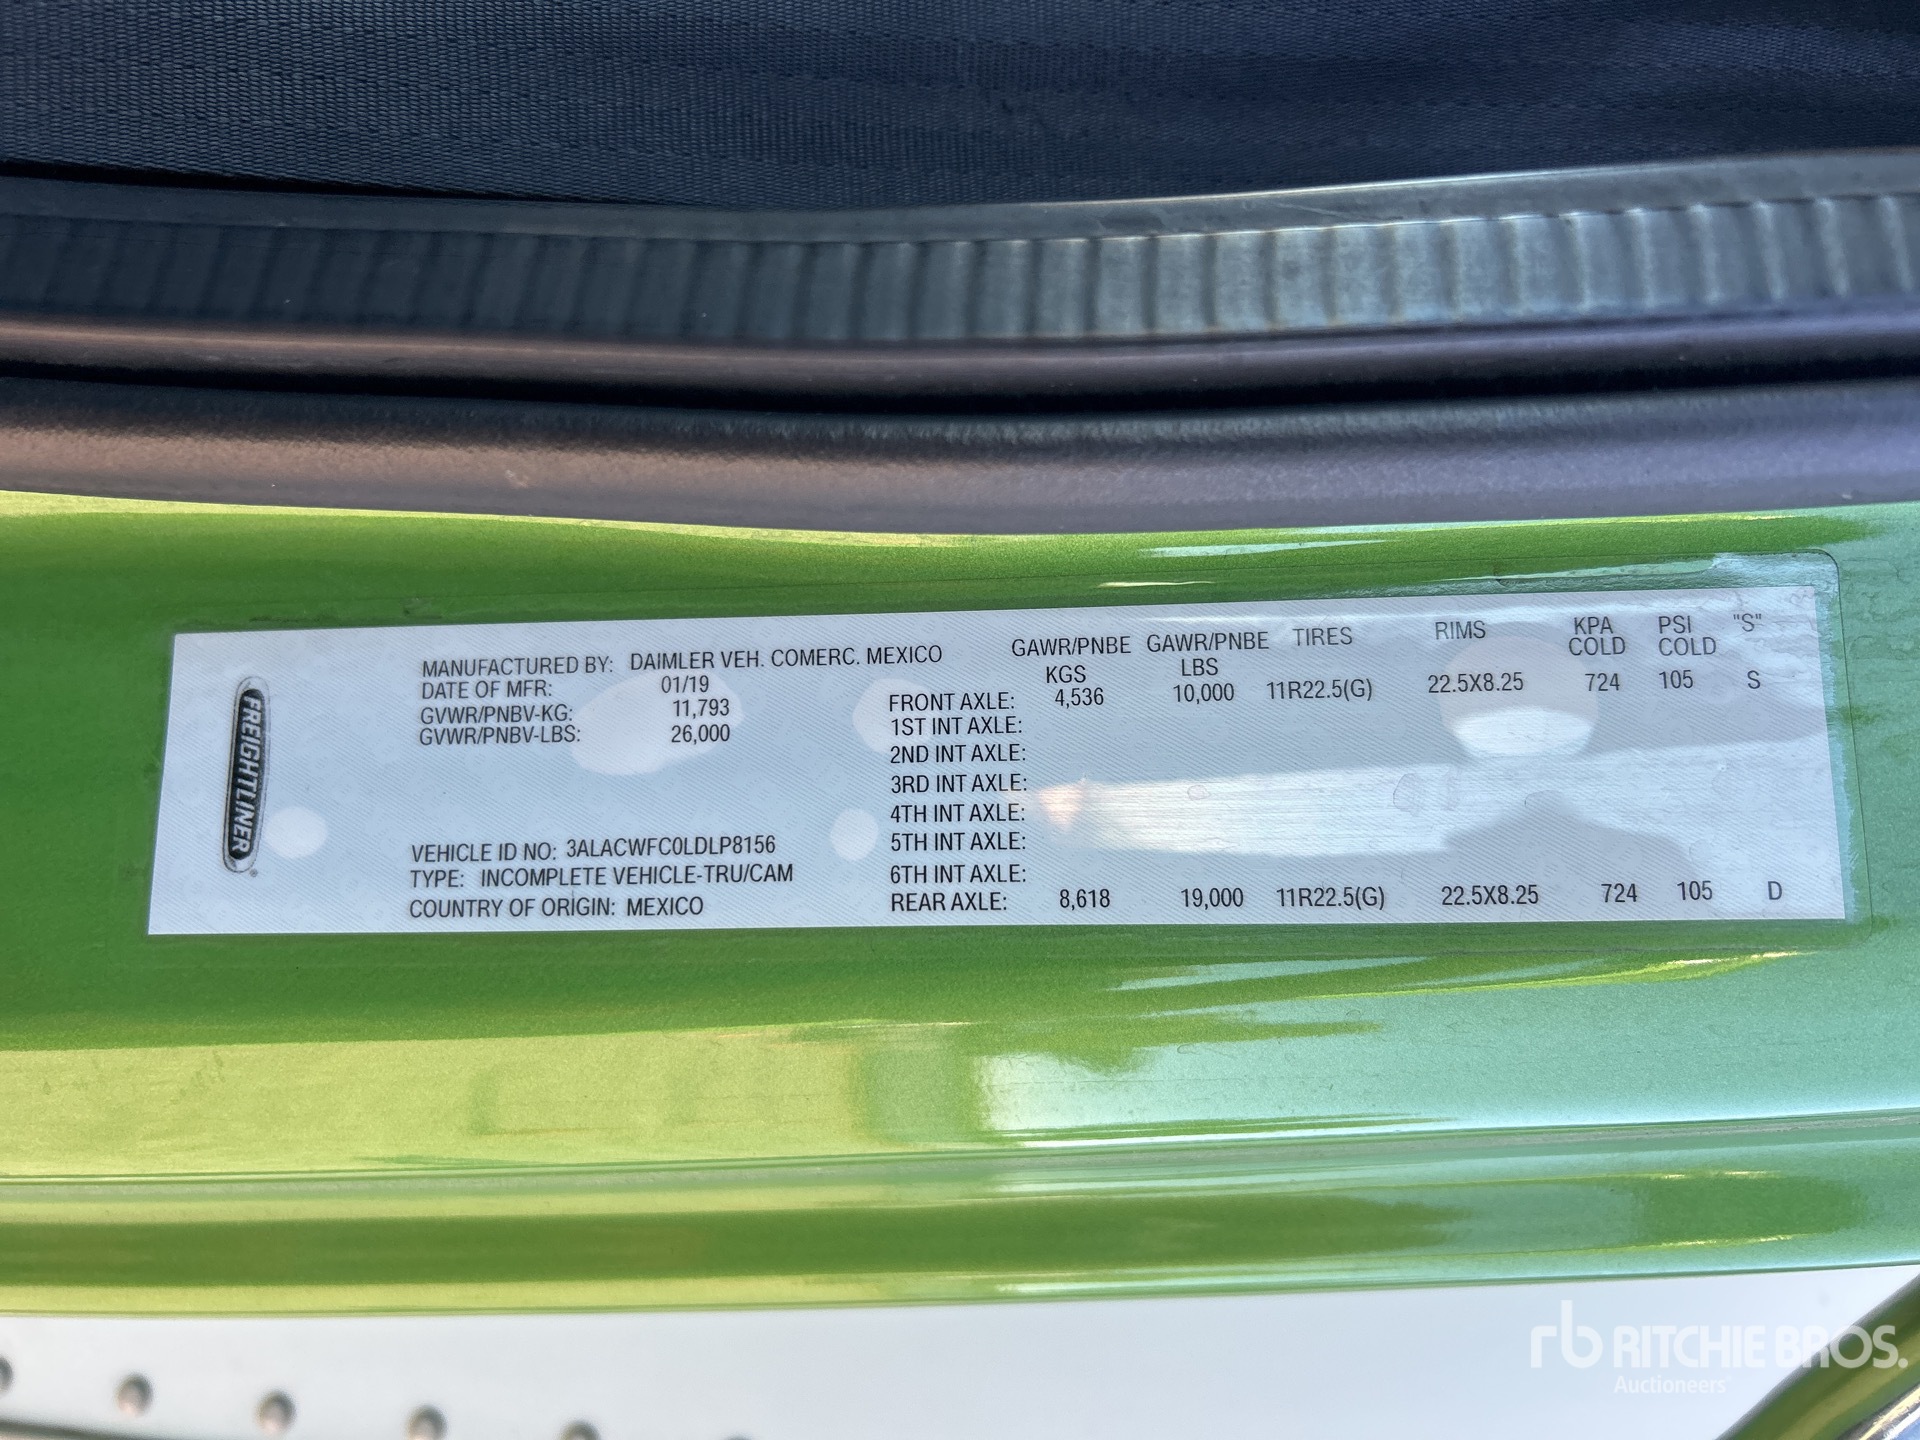 FREIGHTLINER
MANUFACTURED BY: DAIMLER VEH. COMERC. MEXICO
DATE OF MFR: 01/19
GVWR/PNBV-KG: 11,793
GVWR/PNBV-LBS: 26,000
VEHICLE ID NO: 3ALACWFC0LDLP8156
TYPE: INCOMPLETE VEHICLE-TRU/CAM
COUNTRY OF ORIGIN: MEXICO
GAWR/PNBE KGS GAWR/PNBE LBS TIRES RIMS KPA COLD PSI COLD "S"
FRONT AXLE: 4,536 10,000 11R22.5(G) 22.5X8.25 724 105 S
1ST INT AXLE:
2ND INT AXLE:
3RD INT AXLE:
4TH INT AXLE:
5TH INT AXLE:
6TH INT AXLE:
REAR AXLE: 8,618 19,000 11R22.5(G) 22.5X8.25 724 105 D
rb RITCHIE BROS.
Auctioneers